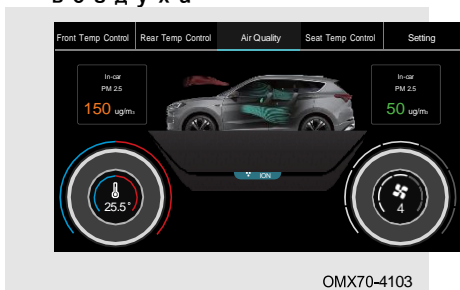 в о з д у х а
Front Temp Control Rear Temp Control Air Quality Seat Temp Control Setting
In-car
PM 2.5
150 ug/m₃
In-car
PM 2.5
50 ug/m₃
ION
25.5°
4
OMX70-4103